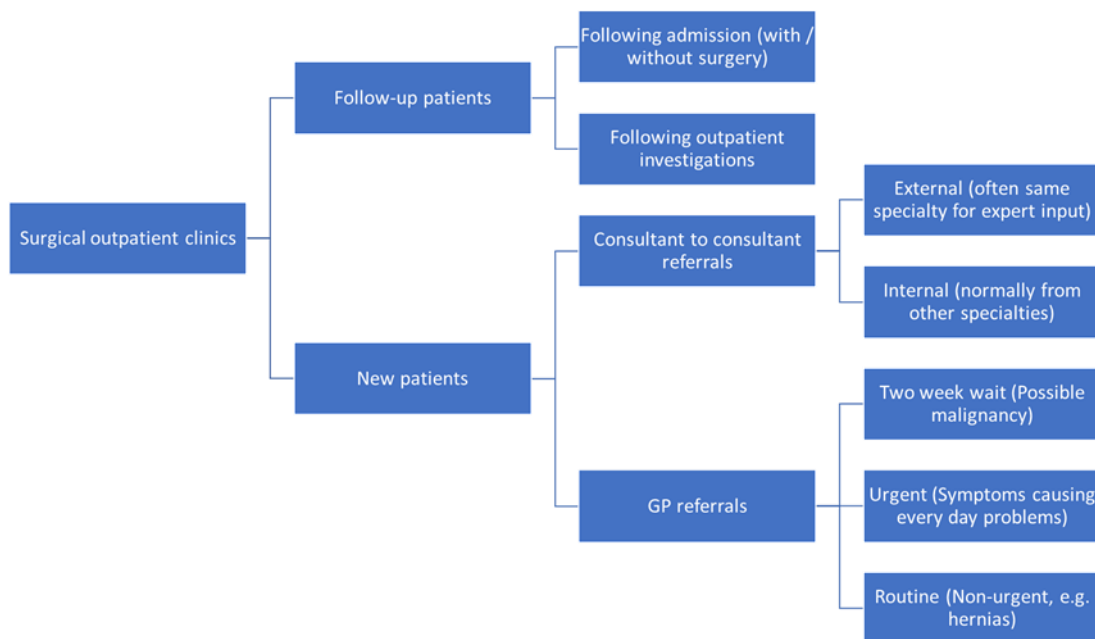 Surgical outpatient clinics
Follow-up patients
Following admission (with /
without surgery)
Following outpatient
investigations
New patients
Consultant to consultant
referrals
External (often same
specialty for expert input)
Internal (normally from
other specialties)
GP referrals
Two week wait (Possible
malignancy)
Urgent (Symptoms causing
every day problems)
Routine (Non-urgent, e.g.
hernias)